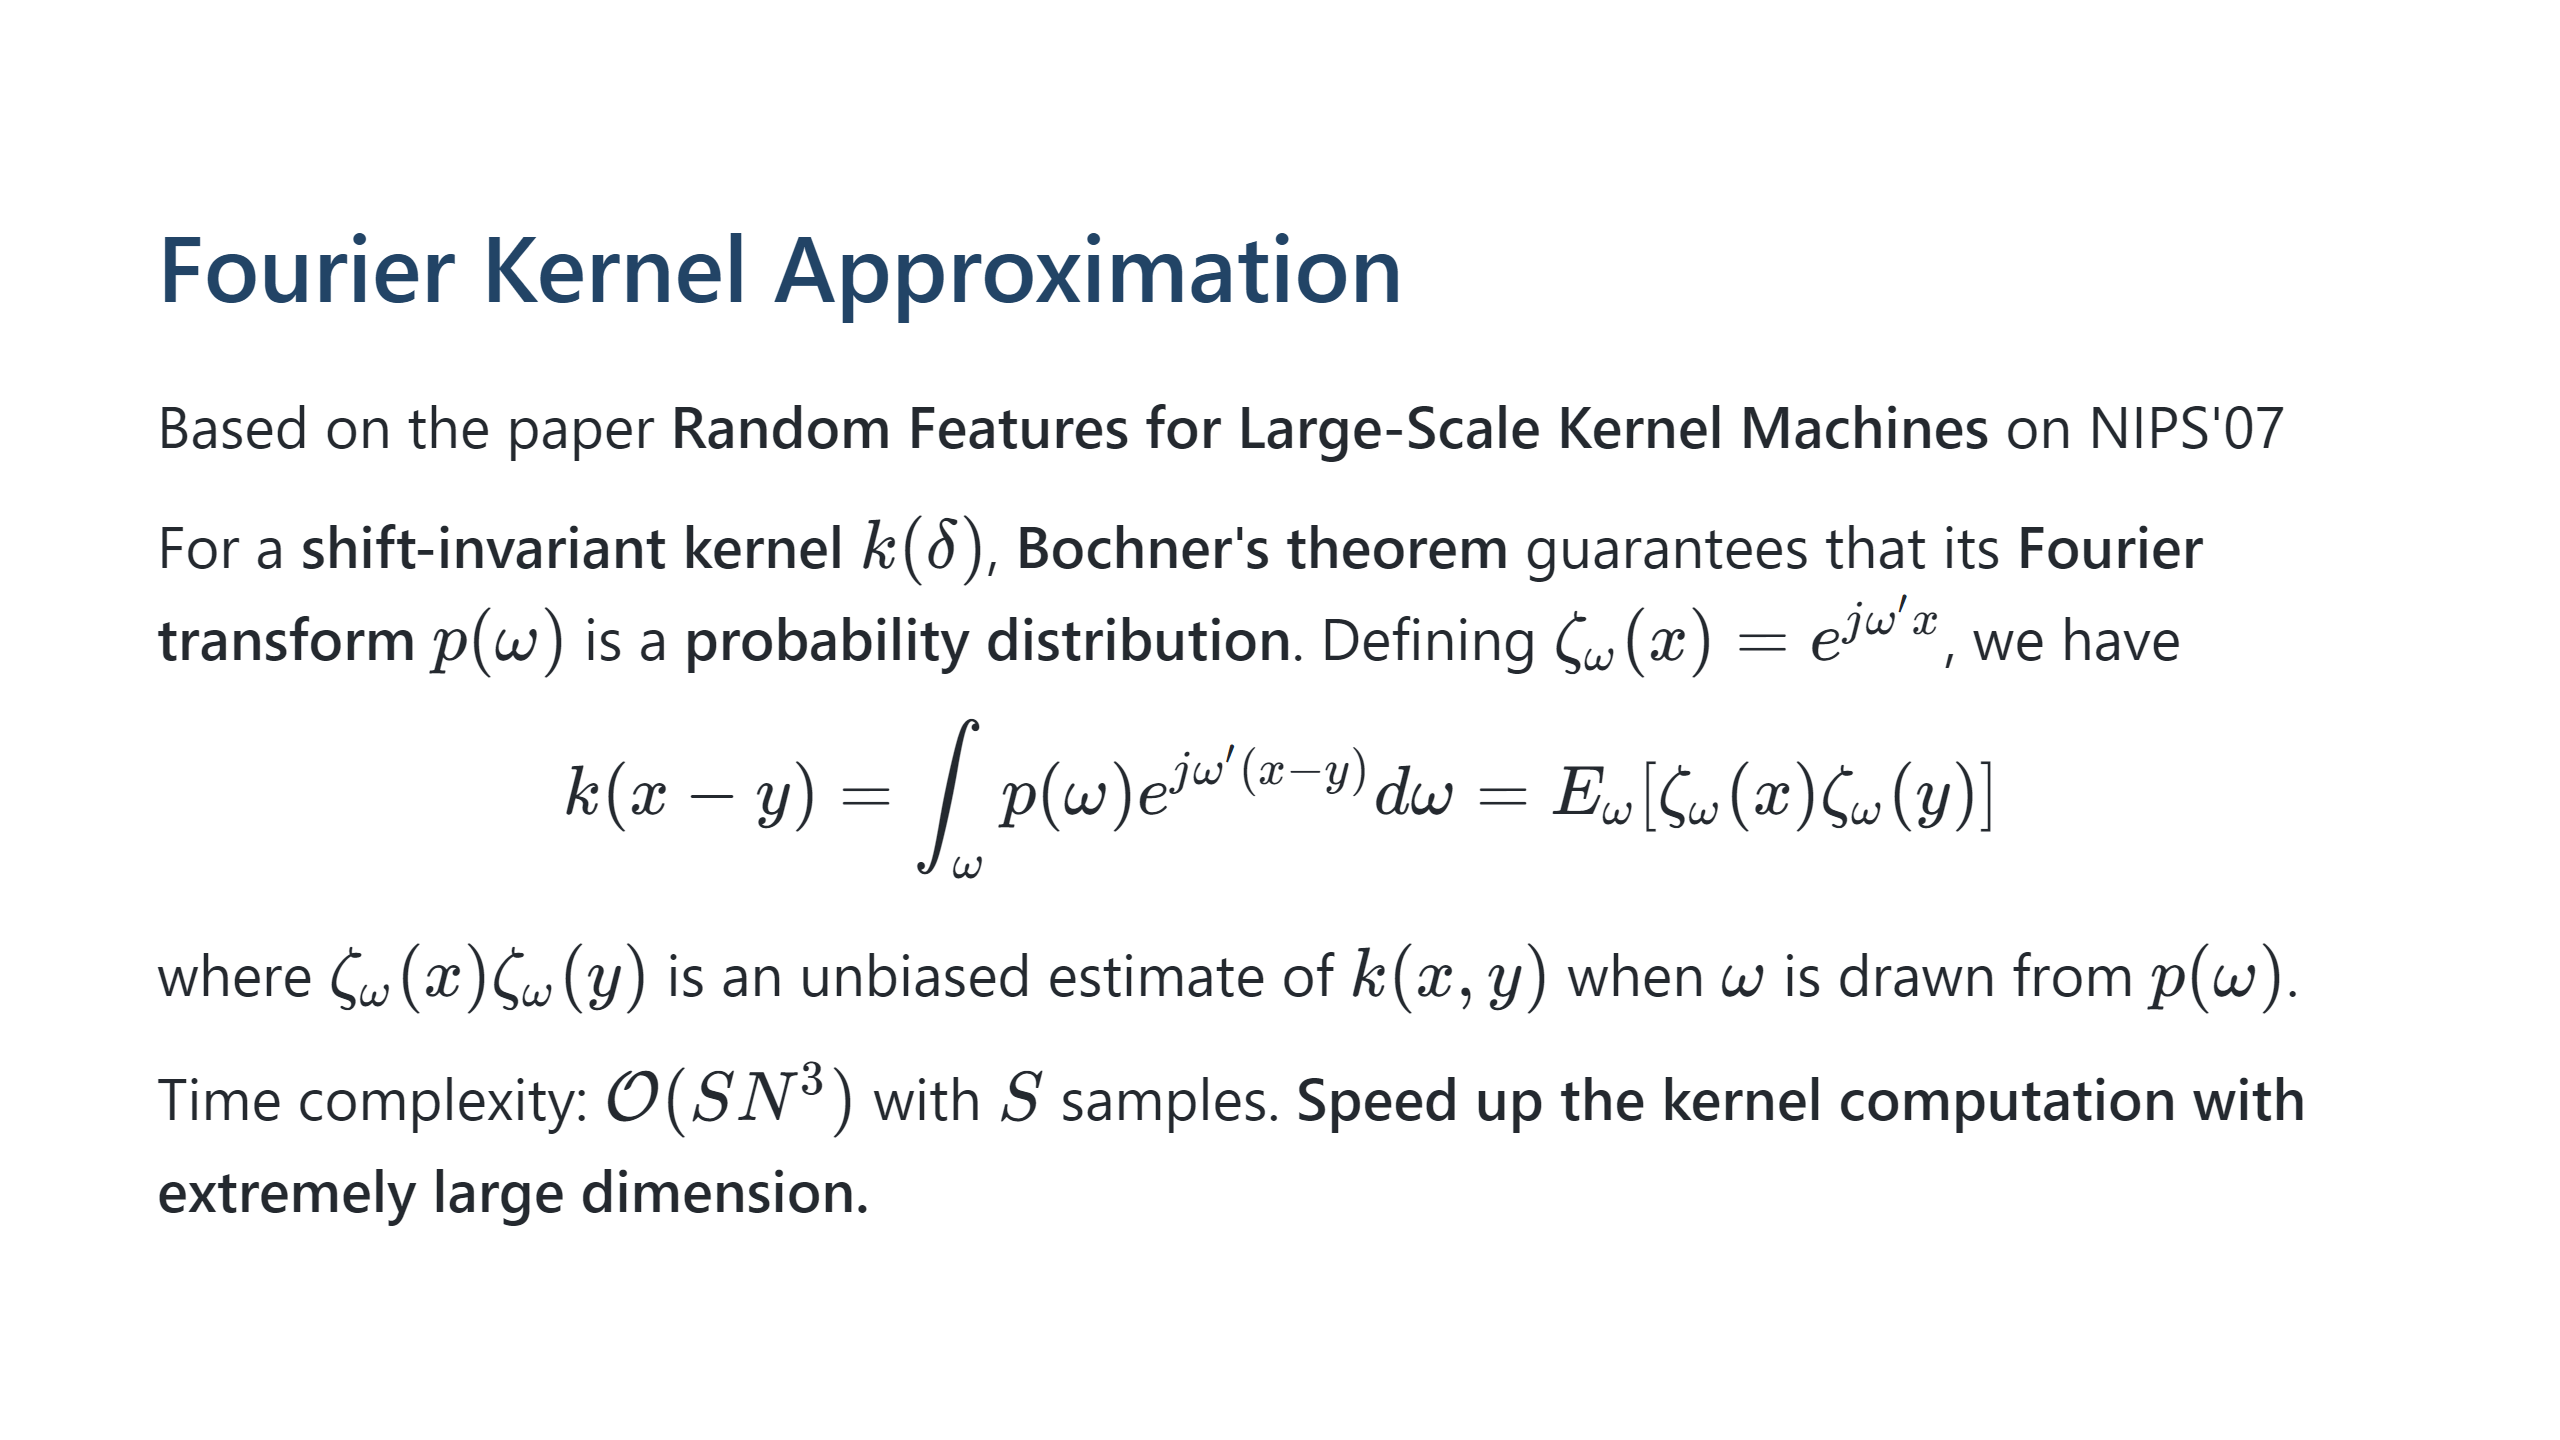 Fourier Kernel Approximation
Based on the paper Random Features for Large-Scale Kernel Machines on NIPS'07
For a shift-invariant kernel k(δ), Bochner's theorem guarantees that its Fourier
transform p(ω) is a probability distribution. Defining ζ_ω(x) = e^{jω'x}, we have
k(x − y) = ∫_ω p(ω)e^{jω'(x−y)}dω = E_ω[ζ_ω(x)ζ_ω(y)]
where ζ_ω(x)ζ_ω(y) is an unbiased estimate of k(x, y) when ω is drawn from p(ω).
Time complexity: 𝒪(SN³) with S samples. Speed up the kernel computation with
extremely large dimension.